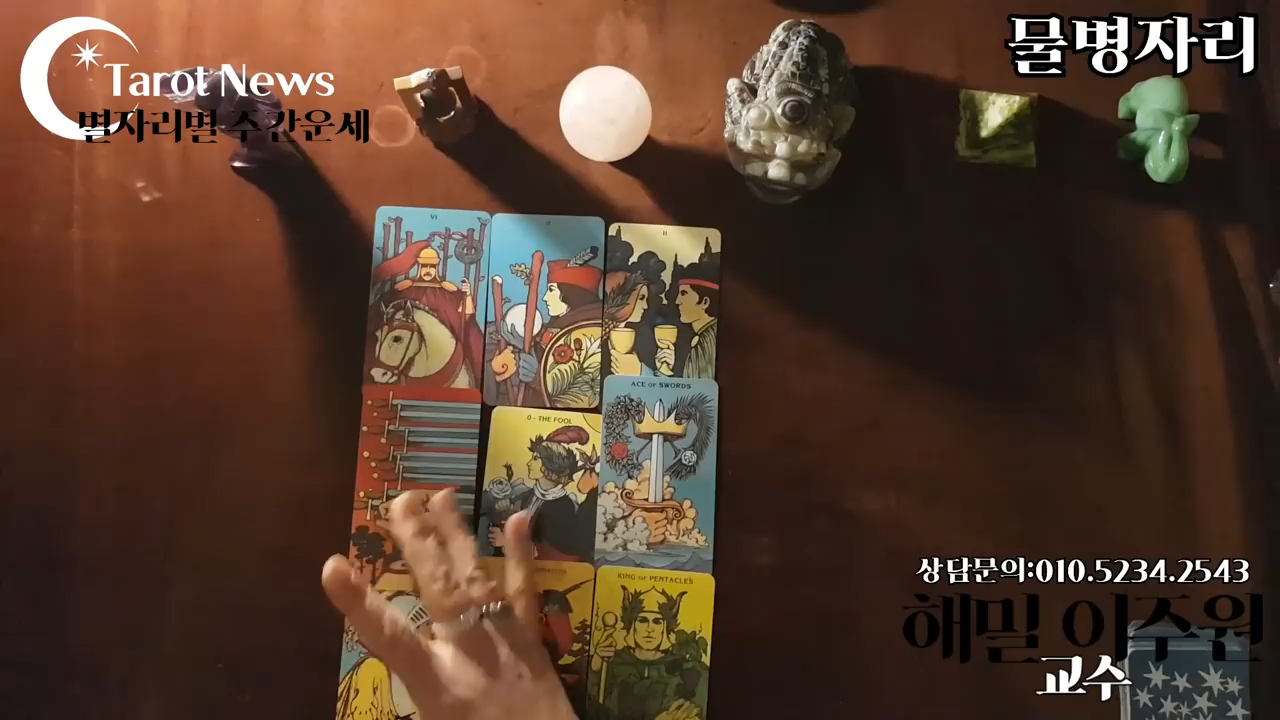 Tarot News
별자리별 주간운세
물병자리
VI
V
II
ACE OF SWORDS
0 - THE FOOL
KING OF PENTACLES
상담문의:010.5234.2543
해밀 이주원
교수